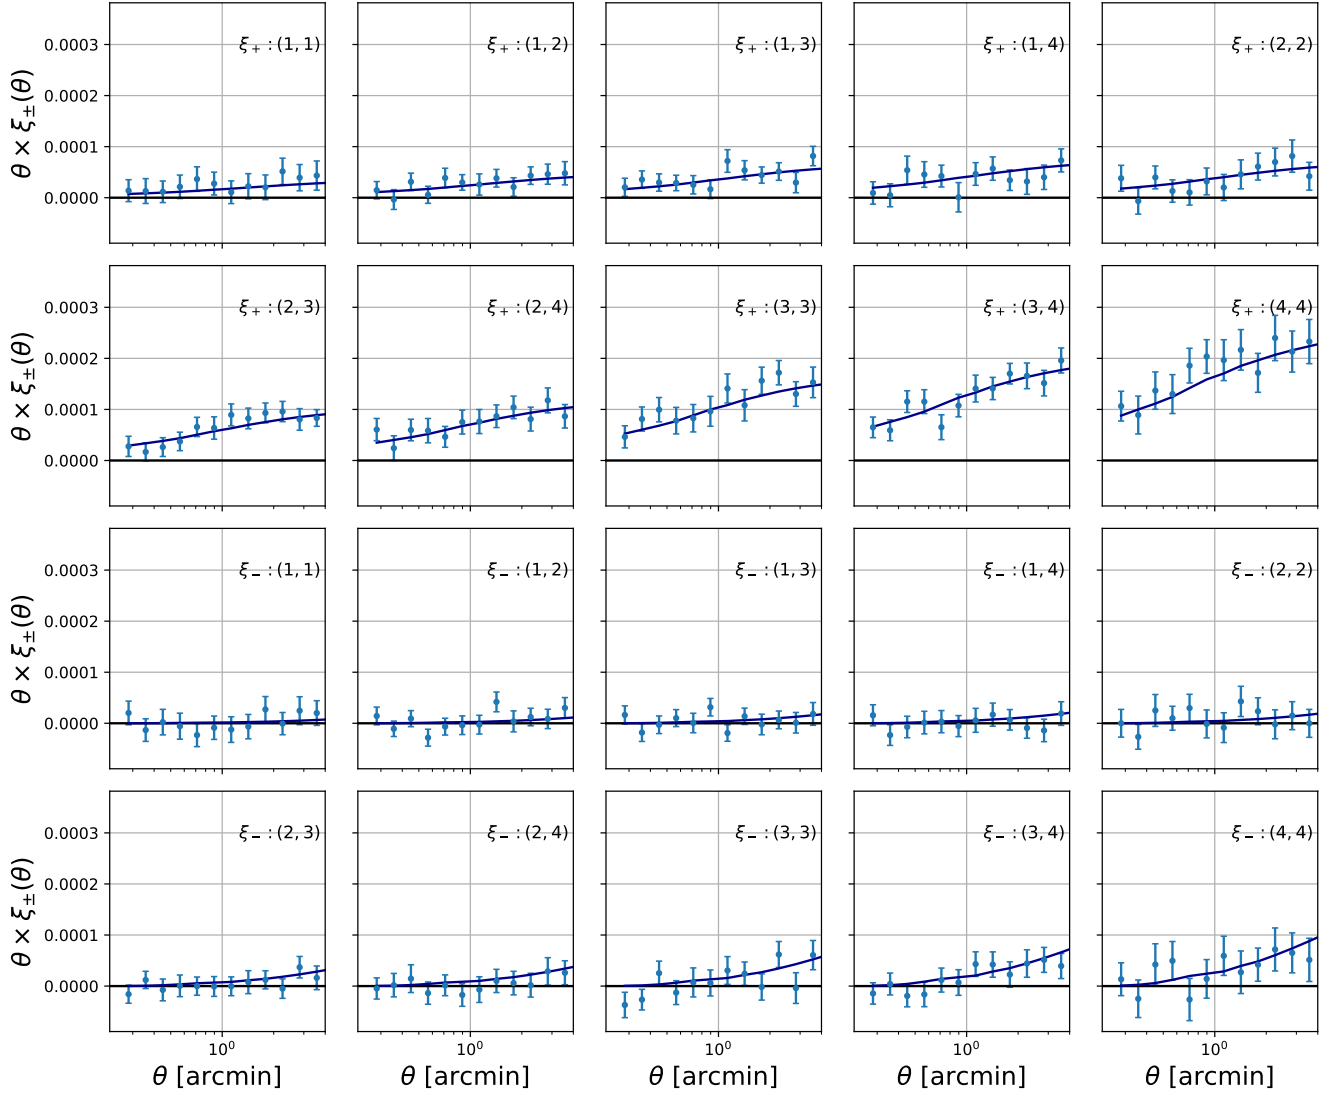 θ × ξ±(θ)
0.0003
0.0002
0.0001
0.0000
ξ₊ : (1, 1)
ξ₊ : (1, 2)
ξ₊ : (1, 3)
ξ₊ : (1, 4)
ξ₊ : (2, 2)
θ × ξ±(θ)
0.0003
0.0002
0.0001
0.0000
ξ₊ : (2, 3)
ξ₊ : (2, 4)
ξ₊ : (3, 3)
ξ₊ : (3, 4)
ξ₊ : (4, 4)
θ × ξ±(θ)
0.0003
0.0002
0.0001
0.0000
ξ₋ : (1, 1)
ξ₋ : (1, 2)
ξ₋ : (1, 3)
ξ₋ : (1, 4)
ξ₋ : (2, 2)
θ × ξ±(θ)
0.0003
0.0002
0.0001
0.0000
ξ₋ : (2, 3)
ξ₋ : (2, 4)
ξ₋ : (3, 3)
ξ₋ : (3, 4)
ξ₋ : (4, 4)
10⁰
10⁰
10⁰
10⁰
10⁰
θ [arcmin]
θ [arcmin]
θ [arcmin]
θ [arcmin]
θ [arcmin]